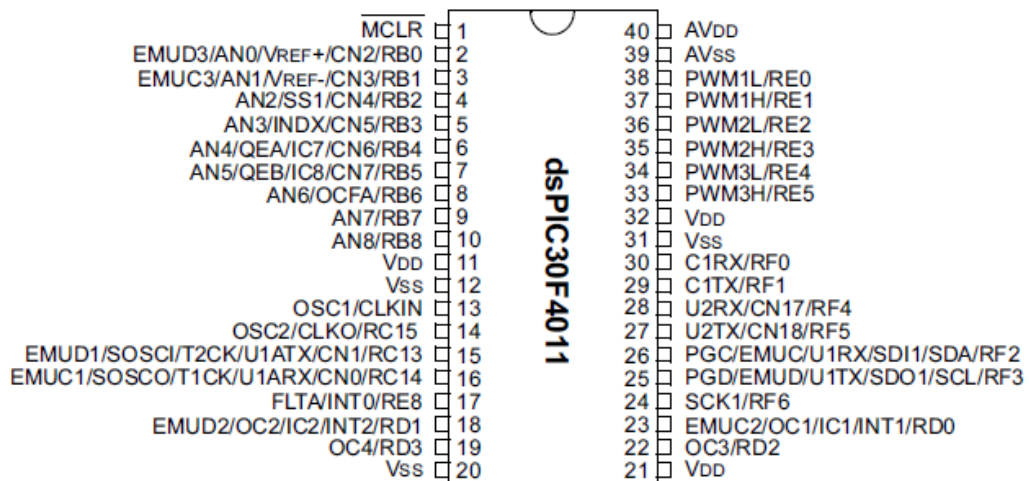 MCLR 1
EMUD3/AN0/VREF+/CN2/RB0 2
EMUC3/AN1/VREF-/CN3/RB1 3
AN2/SS1/CN4/RB2 4
AN3/INDX/CN5/RB3 5
AN4/QEA/IC7/CN6/RB4 6
AN5/QEB/IC8/CN7/RB5 7
AN6/OCFA/RB6 8
AN7/RB7 9
AN8/RB8 10
VDD 11
VSS 12
OSC1/CLKIN 13
OSC2/CLKO/RC15 14
EMUD1/SOSCI/T2CK/U1ATX/CN1/RC13 15
EMUC1/SOSCO/T1CK/U1ARX/CN0/RC14 16
FLTA/INT0/RE8 17
EMUD2/OC2/IC2/INT2/RD1 18
OC4/RD3 19
VSS 20
dsPIC30F4011
40 AVDD
39 AVSS
38 PWM1L/RE0
37 PWM1H/RE1
36 PWM2L/RE2
35 PWM2H/RE3
34 PWM3L/RE4
33 PWM3H/RE5
32 VDD
31 VSS
30 C1RX/RF0
29 C1TX/RF1
28 U2RX/CN17/RF4
27 U2TX/CN18/RF5
26 PGC/EMUC/U1RX/SDI1/SDA/RF2
25 PGD/EMUD/U1TX/SDO1/SCL/RF3
24 SCK1/RF6
23 EMUC2/OC1/IC1/INT1/RD0
22 OC3/RD2
21 VDD